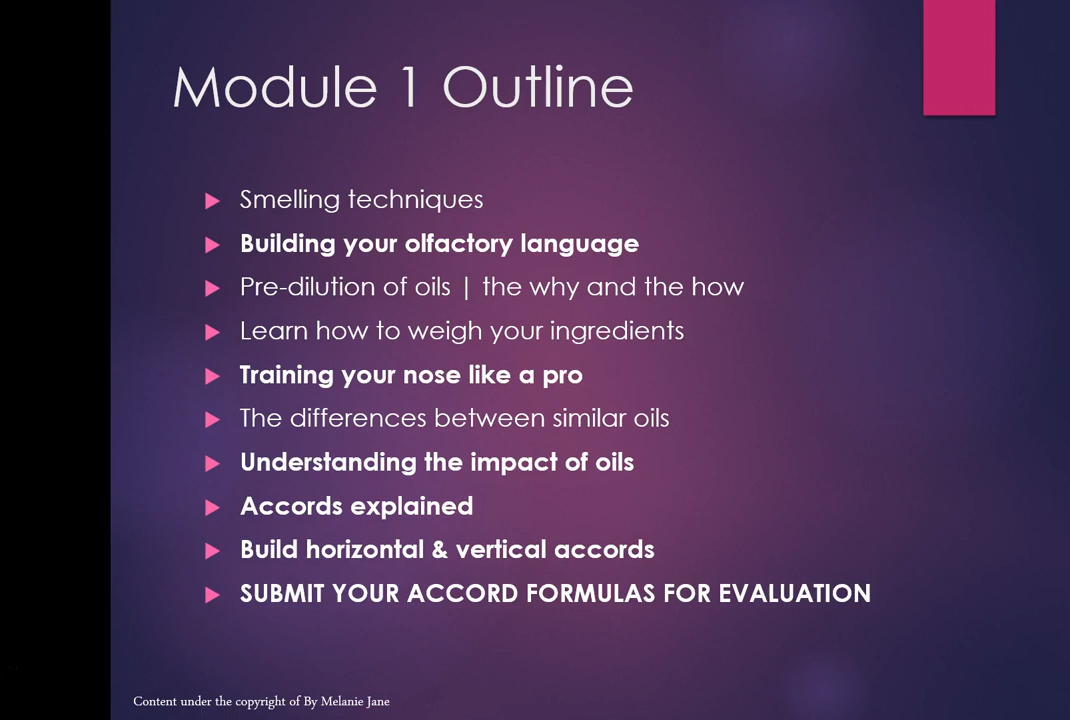 Module 1 Outline
Smelling techniques
Building your olfactory language
Pre-dilution of oils | the why and the how
Learn how to weigh your ingredients
Training your nose like a pro
The differences between similar oils
Understanding the impact of oils
Accords explained
Build horizontal & vertical accords
SUBMIT YOUR ACCORD FORMULAS FOR EVALUATION
Content under the copyright of By Melanie Jane